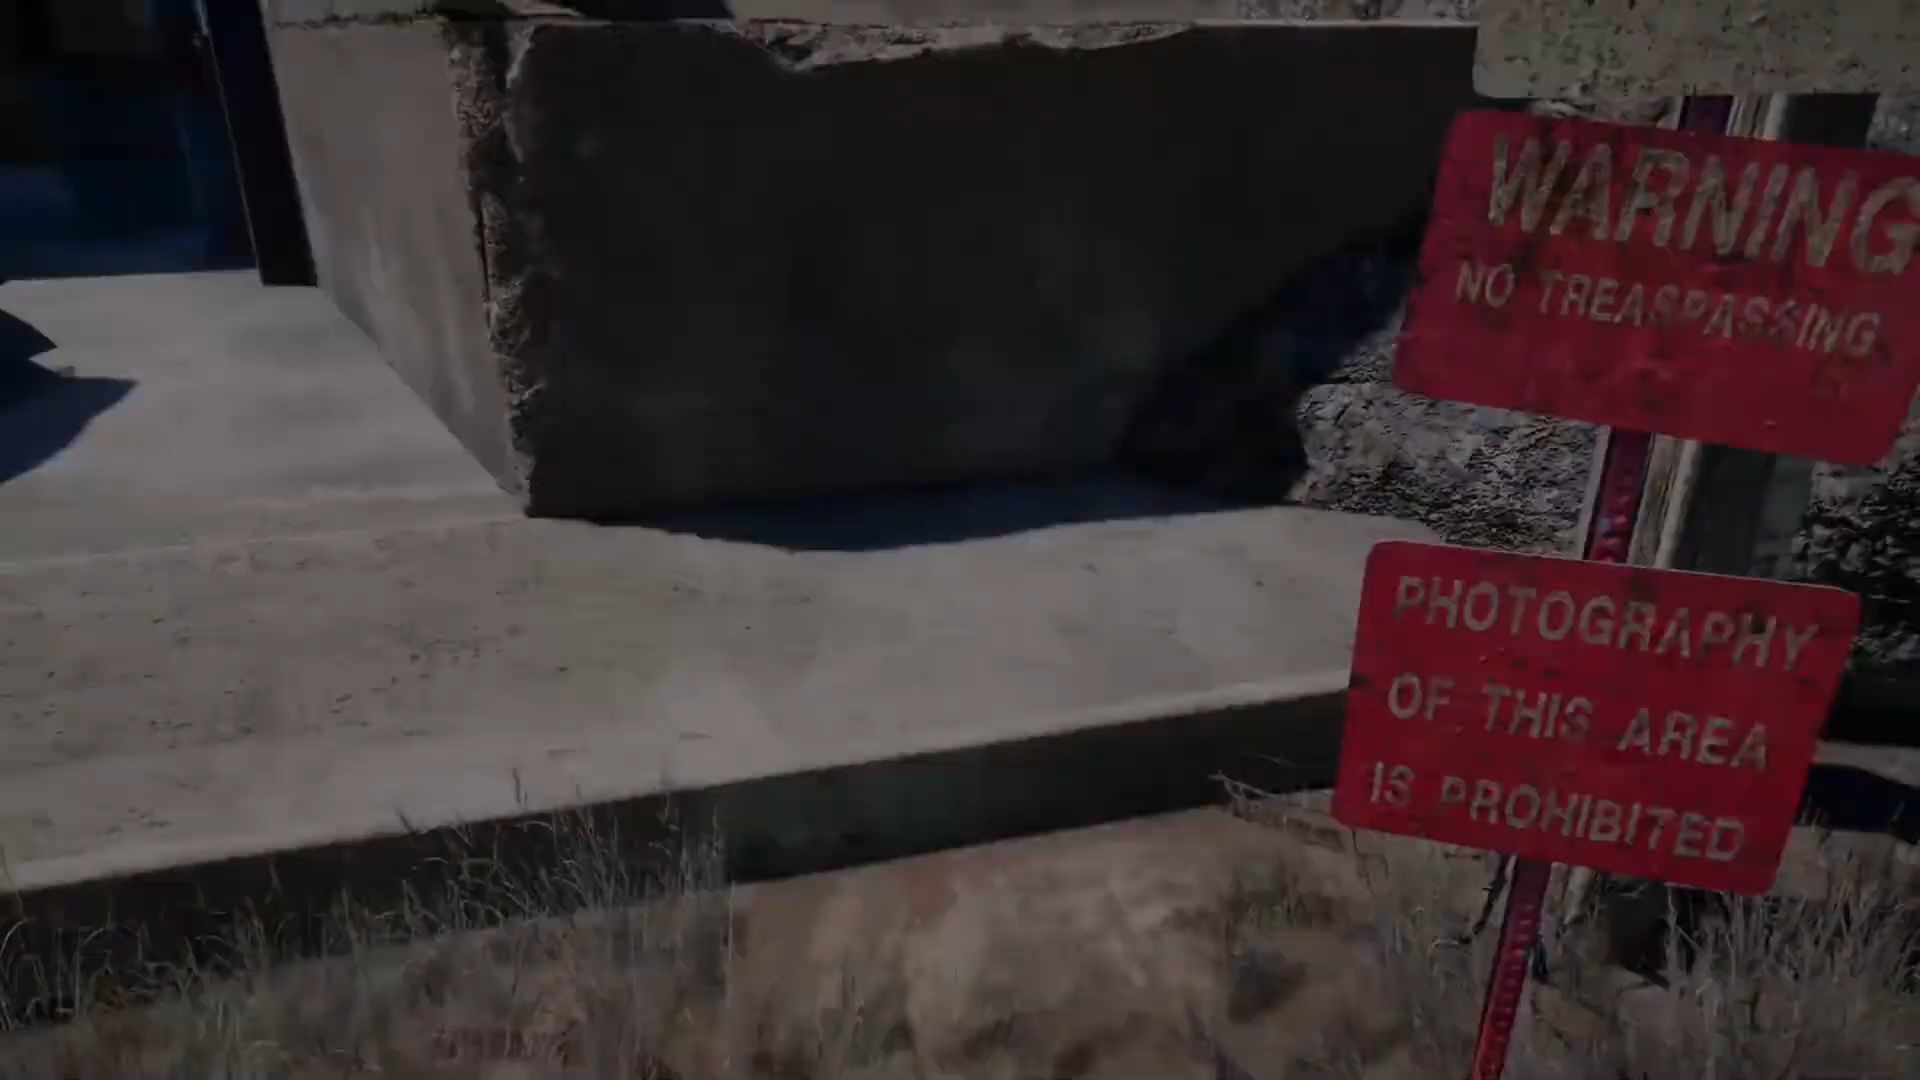 WARNING
NO TREASPASSING
PHOTOGRAPHY
OF THIS AREA
IS PROHIBITED